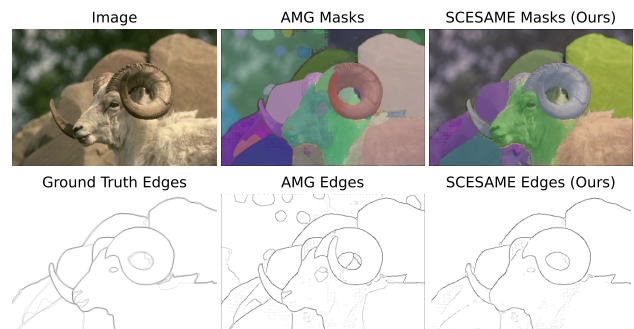 Image
AMG Masks
SCESAME Masks (Ours)
Ground Truth Edges
AMG Edges
SCESAME Edges (Ours)